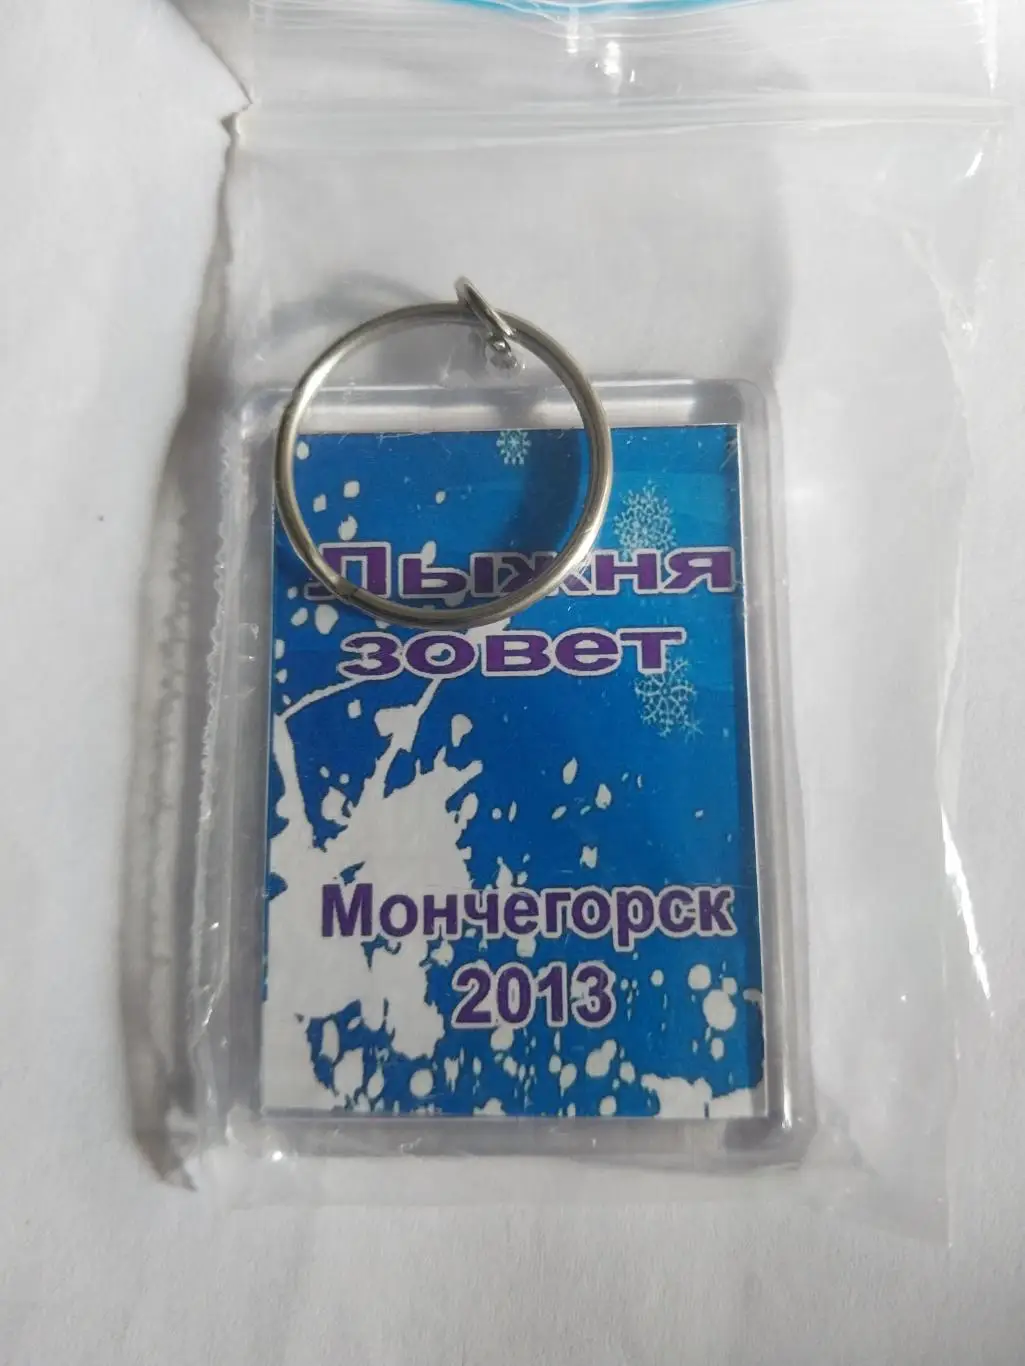 Лыжня
зовет
Мончегорск
2013